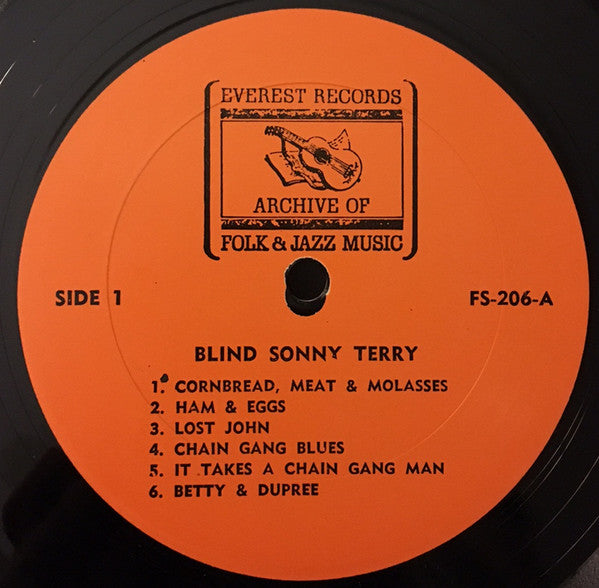 EVEREST RECORDS
ARCHIVE OF
FOLK & JAZZ MUSIC
SIDE 1
FS-206-A
BLIND SONNY TERRY
1. CORNBREAD, MEAT & MOLASSES
2. HAM & EGGS
3. LOST JOHN
4. CHAIN GANG BLUES
5. IT TAKES A CHAIN GANG MAN
6. BETTY & DUPREE